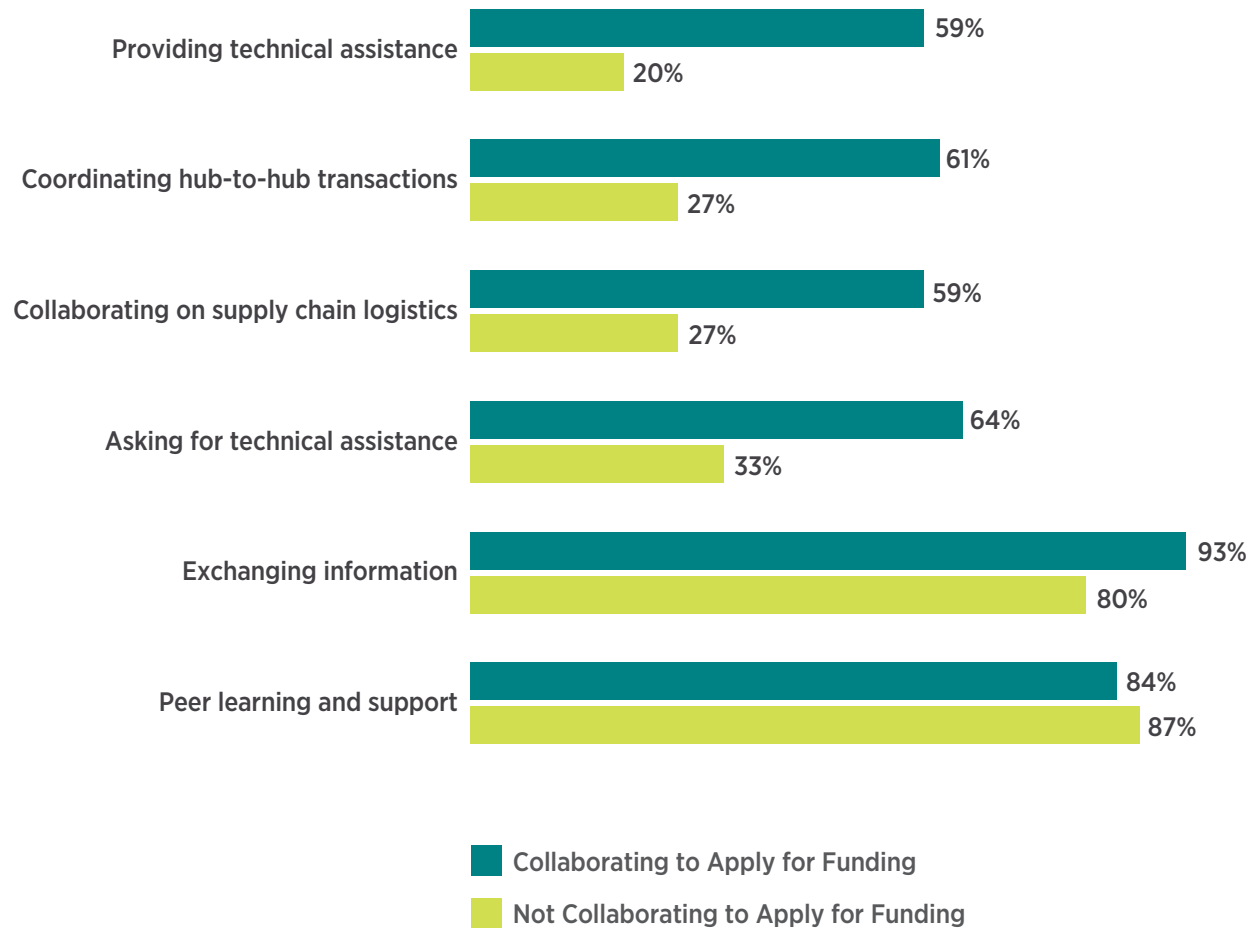 Providing technical assistance
59%
20%
Coordinating hub-to-hub transactions
61%
27%
Collaborating on supply chain logistics
59%
27%
Asking for technical assistance
64%
33%
Exchanging information
93%
80%
Peer learning and support
84%
87%
Collaborating to Apply for Funding
Not Collaborating to Apply for Funding